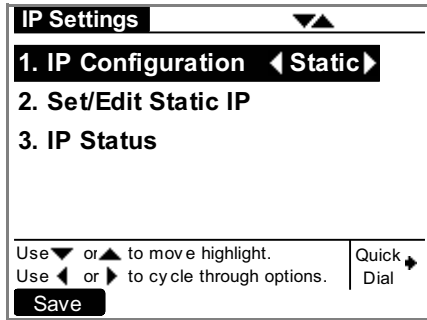 IP Settings
1. IP Configuration Static
2. Set/Edit Static IP
3. IP Status
Use or to move highlight.
Use or to cycle through options.
Quick
Dial
Save